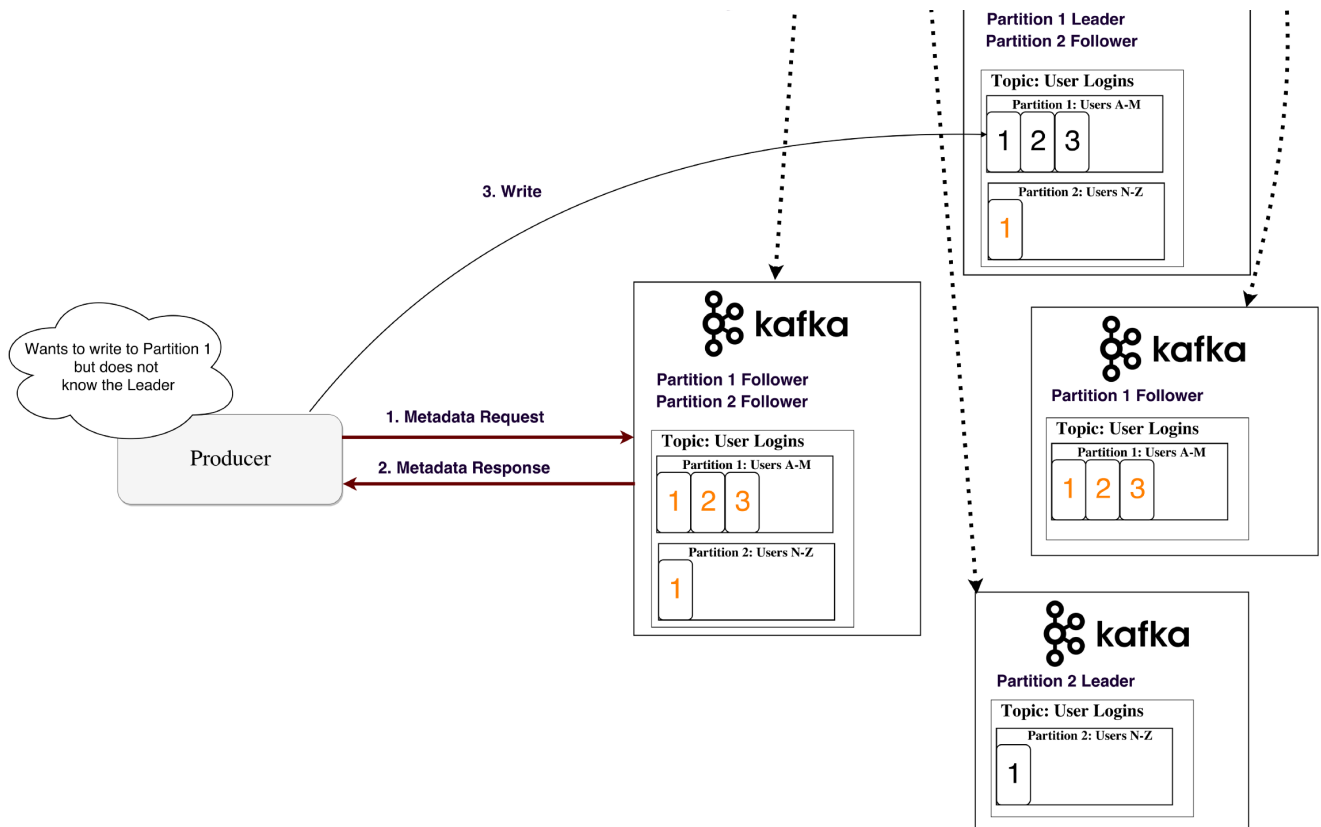 Partition 1 Leader
Partition 2 Follower
Topic: User Logins
Partition 1: Users A-M
1 2 3
Partition 2: Users N-Z
1
3. Write
Wants to write to Partition 1
but does not
know the Leader
Producer
1. Metadata Request
2. Metadata Response
kafka
Partition 1 Follower
Partition 2 Follower
Topic: User Logins
Partition 1: Users A-M
1 2 3
Partition 2: Users N-Z
1
kafka
Partition 1 Follower
Topic: User Logins
Partition 1: Users A-M
1 2 3
kafka
Partition 2 Leader
Topic: User Logins
Partition 2: Users N-Z
1